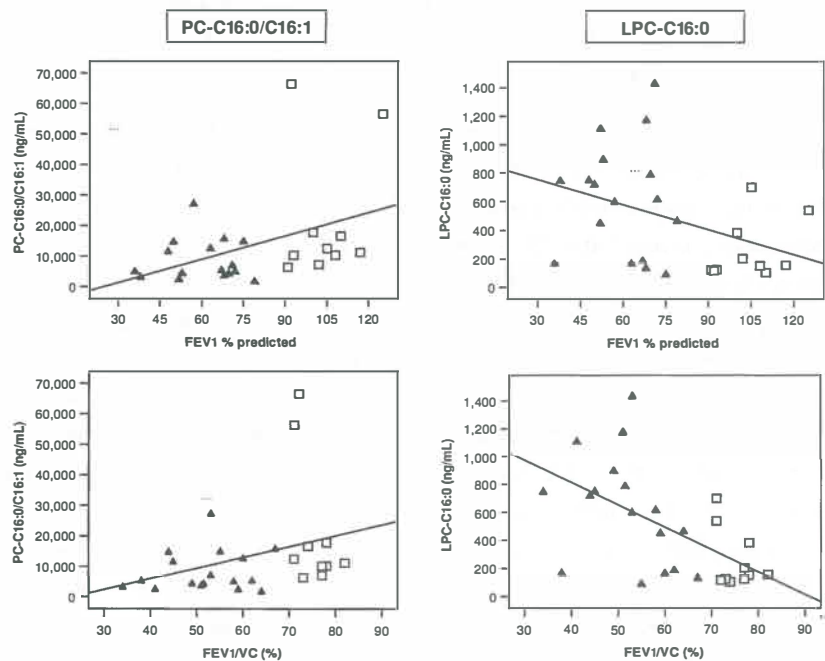 PC-C16:0/C16:1
LPC-C16:0
PC-C16:0/C16:1 (ng/mL)
70,000
60,000
50,000
40,000
30,000
20,000
10,000
0
30 45 60 75 90 105 120
FEV1 % predicted
LPC-C16:0 (ng/mL)
1,400
1,200
1,000
800
600
400
200
0
30 45 60 75 90 105 120
FEV1 % predicted
PC-C16:0/C16:1 (ng/mL)
70,000
60,000
50,000
40,000
30,000
20,000
10,000
0
30 40 50 60 70 80 90
FEV1/VC (%)
LPC-C16:0 (ng/mL)
1,400
1,200
1,000
800
600
400
200
0
30 40 50 60 70 80 90
FEV1/VC (%)